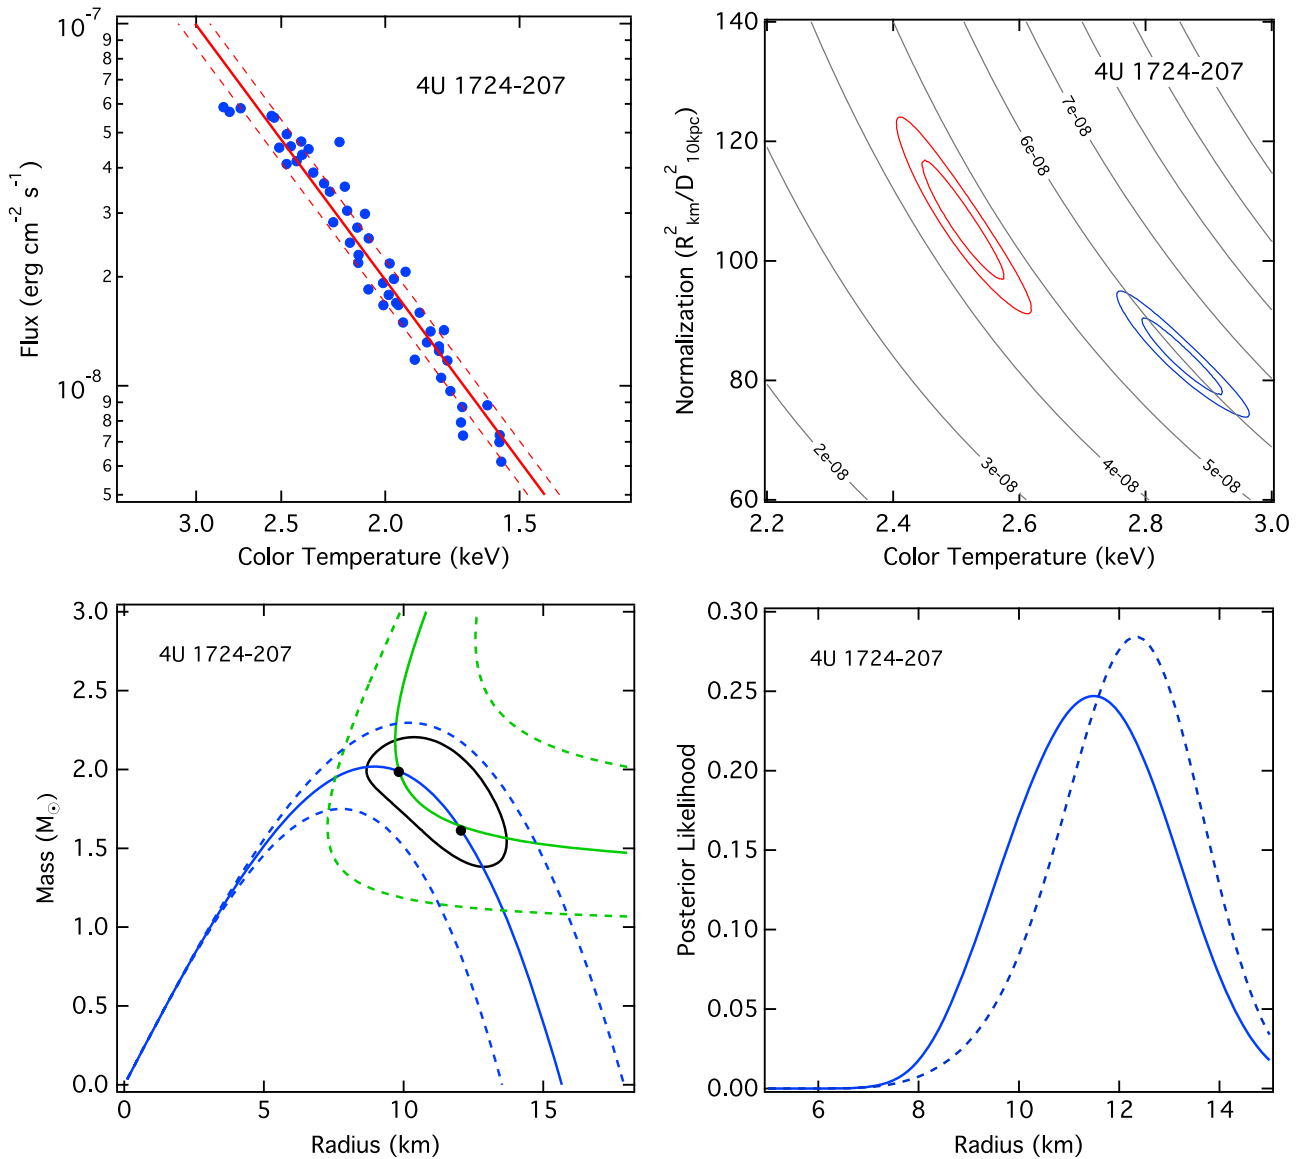 10⁻⁷
9
8
7
6
5
4
3
2
10⁻⁸
9
8
7
6
5
Flux (erg cm⁻² s⁻¹)
4U 1724-207
3.0 2.5 2.0 1.5
Color Temperature (keV)
140
120
100
80
60
Normalization (R²km/D²10kpc)
4U 1724-207
7e-08
6e-08
2e-08
3e-08
4e-08
5e-08
2.2 2.4 2.6 2.8 3.0
Color Temperature (keV)
3.0
2.5
2.0
1.5
1.0
0.5
0.0
Mass (M☉)
4U 1724-207
0 5 10 15
Radius (km)
0.30
0.25
0.20
0.15
0.10
0.05
0.00
Posterior Likelihood
4U 1724-207
6 8 10 12 14
Radius (km)